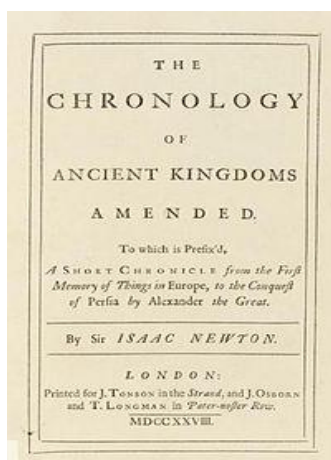 THE
CHRONOLOGY
OF
ANCIENT KINGDOMS
AMENDED.
To which is Prefix'd,
A SHORT CHRONICLE from the First
Memory of Things in Europe, to the Conquest
of Persia by Alexander the Great.
By Sir ISAAC NEWTON.
LONDON:
Printed for J. TONSON in the Strand, and J. OSBORN
and T. LONGMAN in Pater-noster Row.
MDCCXXVIII.